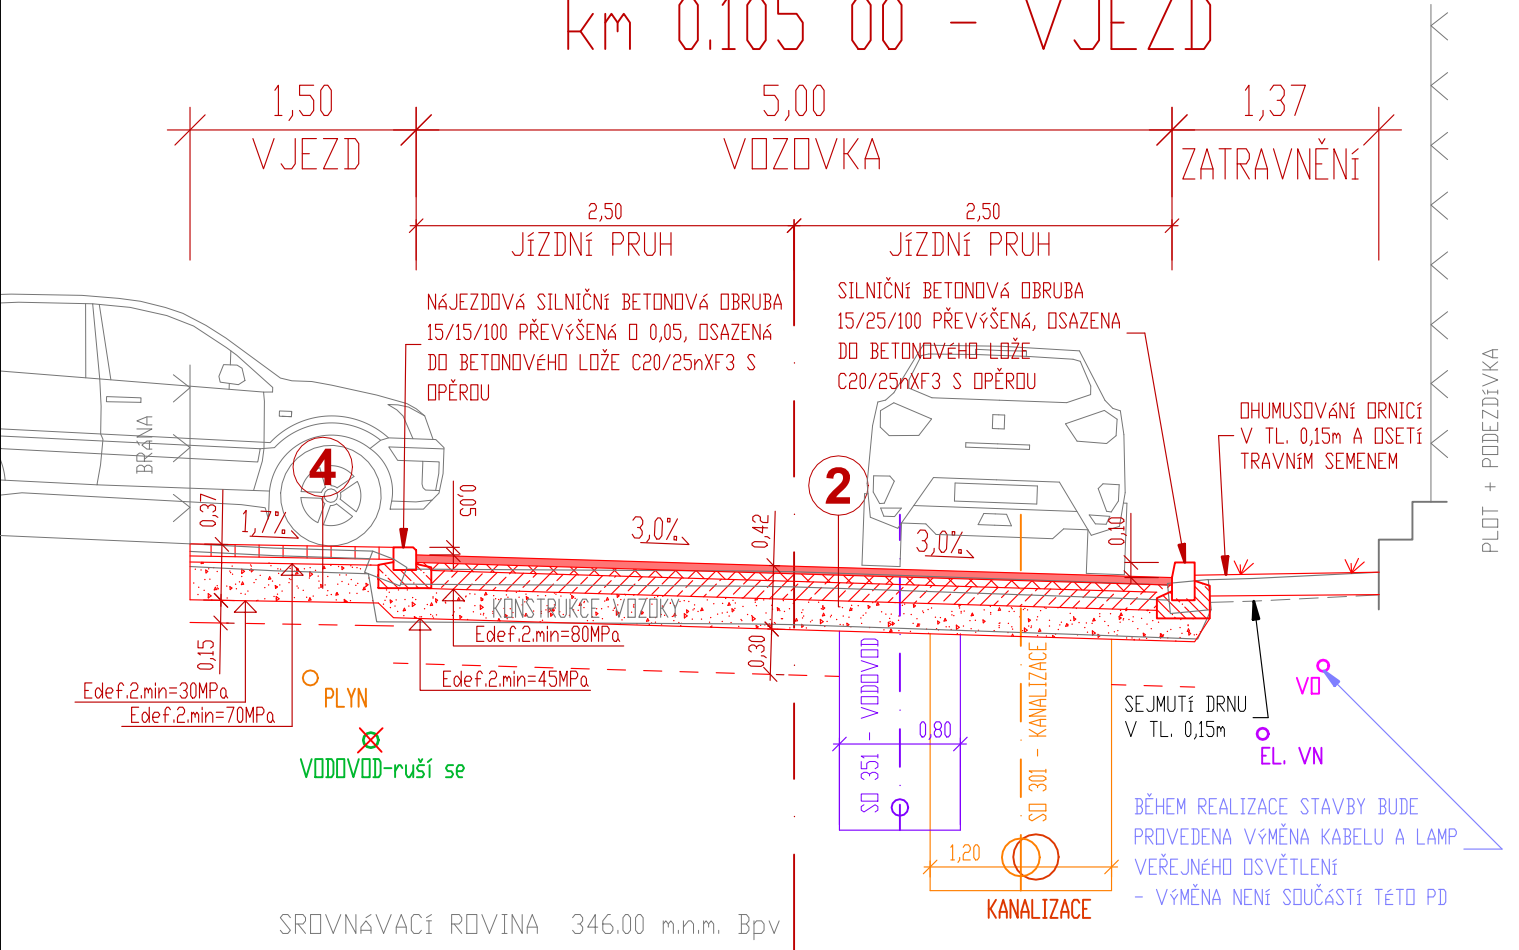 km 0.105 00 - VJEZD
1,50
5,00
1,37
VJEZD
VOZOVKA
ZATRAVNĚNÍ
2,50
2,50
JÍZDNÍ PRUH
JÍZDNÍ PRUH
NÁJEZDOVÁ SILNIČNÍ BETONOVÁ OBRUBA
15/15/100 PŘEVÝŠENÁ O 0,05, OSAZENÁ
DO BETONOVÉHO LOŽE C20/25nXF3 S
OPĚROU
SILNIČNÍ BETONOVÁ OBRUBA
15/25/100 PŘEVÝŠENÁ, OSAZENA
DO BETONOVÉHO LOŽE
C20/25nXF3 S OPĚROU
OHUMUSOVÁNÍ ORNICÍ
V TL. 0,15m A OSETÍ
TRAVNÍM SEMENEM
PLOT + PODEZDÍVKA
BRÁNA
4
2
0,37
1,7%
0,05
3,0%
0,42
3,0%
0,10
KONSTRUKCE VOZOKY
Edef.2.min=80MPa
0,15
0,30
Edef.2.min=45MPa
Edef.2.min=30MPa
Edef.2.min=70MPa
PLYN
VODOVOD-ruší se
SO 351 - VODOVOD
0,80
SO 301 - KANALIZACE
1,20
KANALIZACE
SEJMUTÍ DRNU
V TL. 0,15m
VO
EL. VN
BĚHEM REALIZACE STAVBY BUDE
PROVEDENA VÝMĚNA KABELU A LAMP
VEŘEJNÉHO OSVĚTLENÍ
- VÝMĚNA NENÍ SOUČÁSTÍ TÉTO PD
SROVNÁVACÍ ROVINA 346.00 m.n.m. Bpv